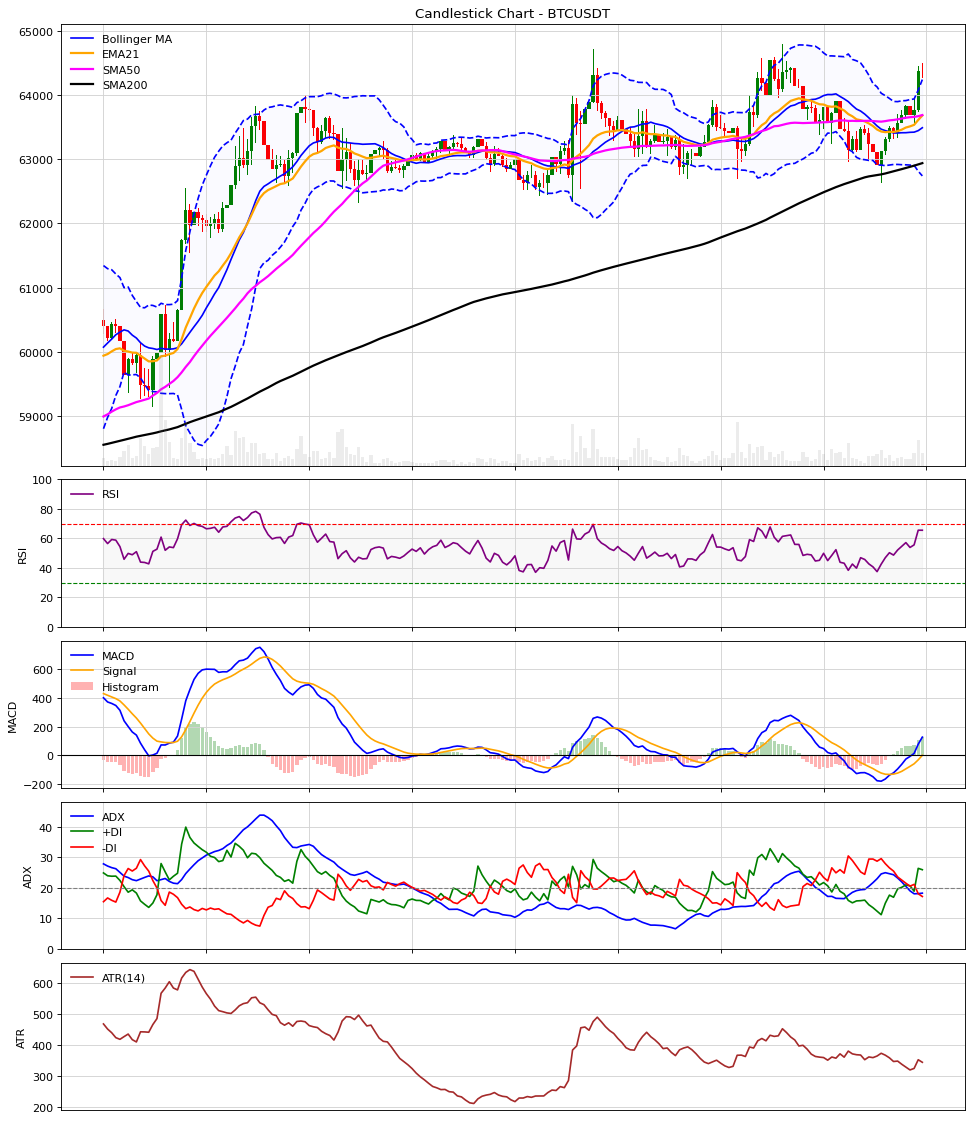 Candlestick Chart - BTCUSDT
65000
64000
63000
62000
61000
60000
59000
Bollinger MA
EMA21
SMA50
SMA200
100
80
60
40
20
0
RSI
RSI
600
400
200
0
−200
MACD
MACD
Signal
Histogram
40
30
20
10
0
ADX
ADX
+DI
-DI
600
500
400
300
200
ATR
ATR(14)